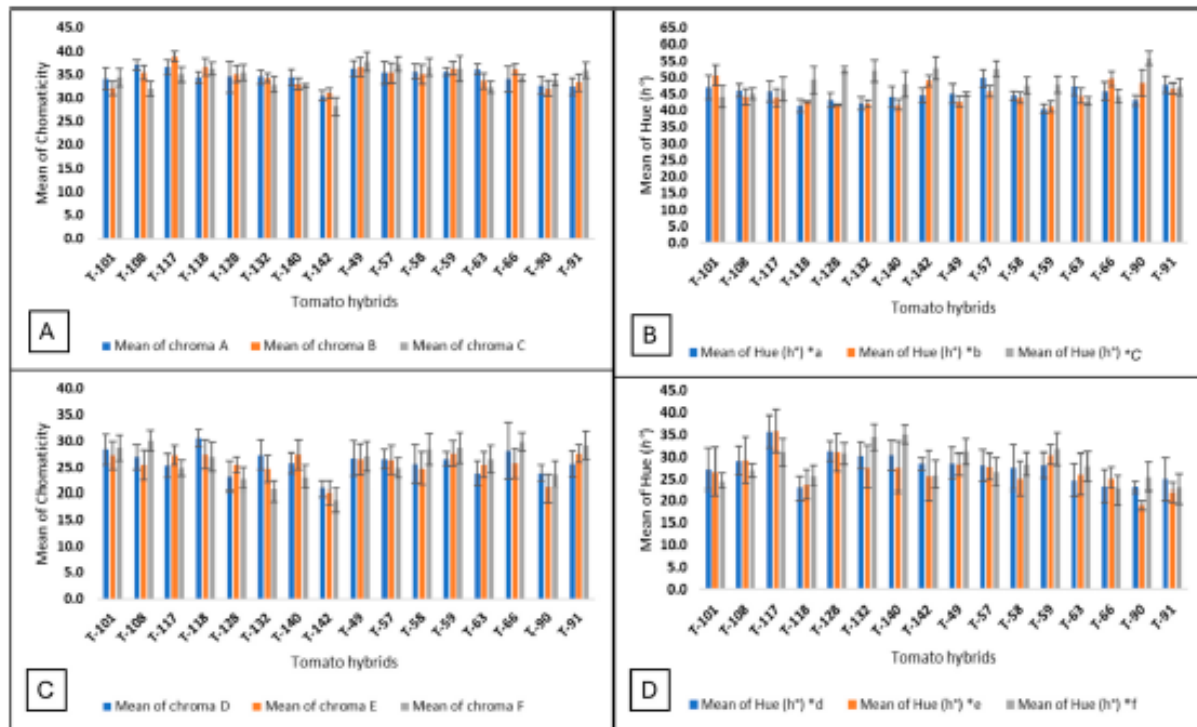 45.0
40.0
35.0
30.0
25.0
20.0
15.0
10.0
5.0
0.0
Mean of Chomaticity
T-101 T-108 T-117 T-118 T-128 T-132 T-140 T-142 T-49 T-57 T-58 T-59 T-63 T-66 T-90 T-91
Tomato hybrids
A
Mean of chroma A Mean of chroma B Mean of chroma C
65.0
60.0
55.0
50.0
45.0
40.0
35.0
30.0
25.0
20.0
15.0
10.0
5.0
0.0
Mean of Hue (h°)
T-101 T-108 T-117 T-118 T-128 T-132 T-140 T-142 T-49 T-57 T-58 T-59 T-63 T-66 T-90 T-91
Tomato hybrids
B
Mean of Hue (h°) *a Mean of Hue (h°) *b Mean of Hue (h°) *C
40.0
35.0
30.0
25.0
20.0
15.0
10.0
5.0
0.0
Mean of Chomaticity
T-101 T-108 T-117 T-118 T-128 T-132 T-140 T-142 T-49 T-57 T-58 T-59 T-63 T-66 T-90 T-91
Tomato hybrids
C
Mean of chroma D Mean of chroma E Mean of chroma F
45.0
40.0
35.0
30.0
25.0
20.0
15.0
10.0
5.0
0.0
Mean of Hue (h°)
T-101 T-108 T-117 T-118 T-128 T-132 T-140 T-142 T-49 T-57 T-58 T-59 T-63 T-66 T-90 T-91
Tomato hybrids
D
Mean of Hue (h°) *d Mean of Hue (h°) *e Mean of Hue (h°) *f